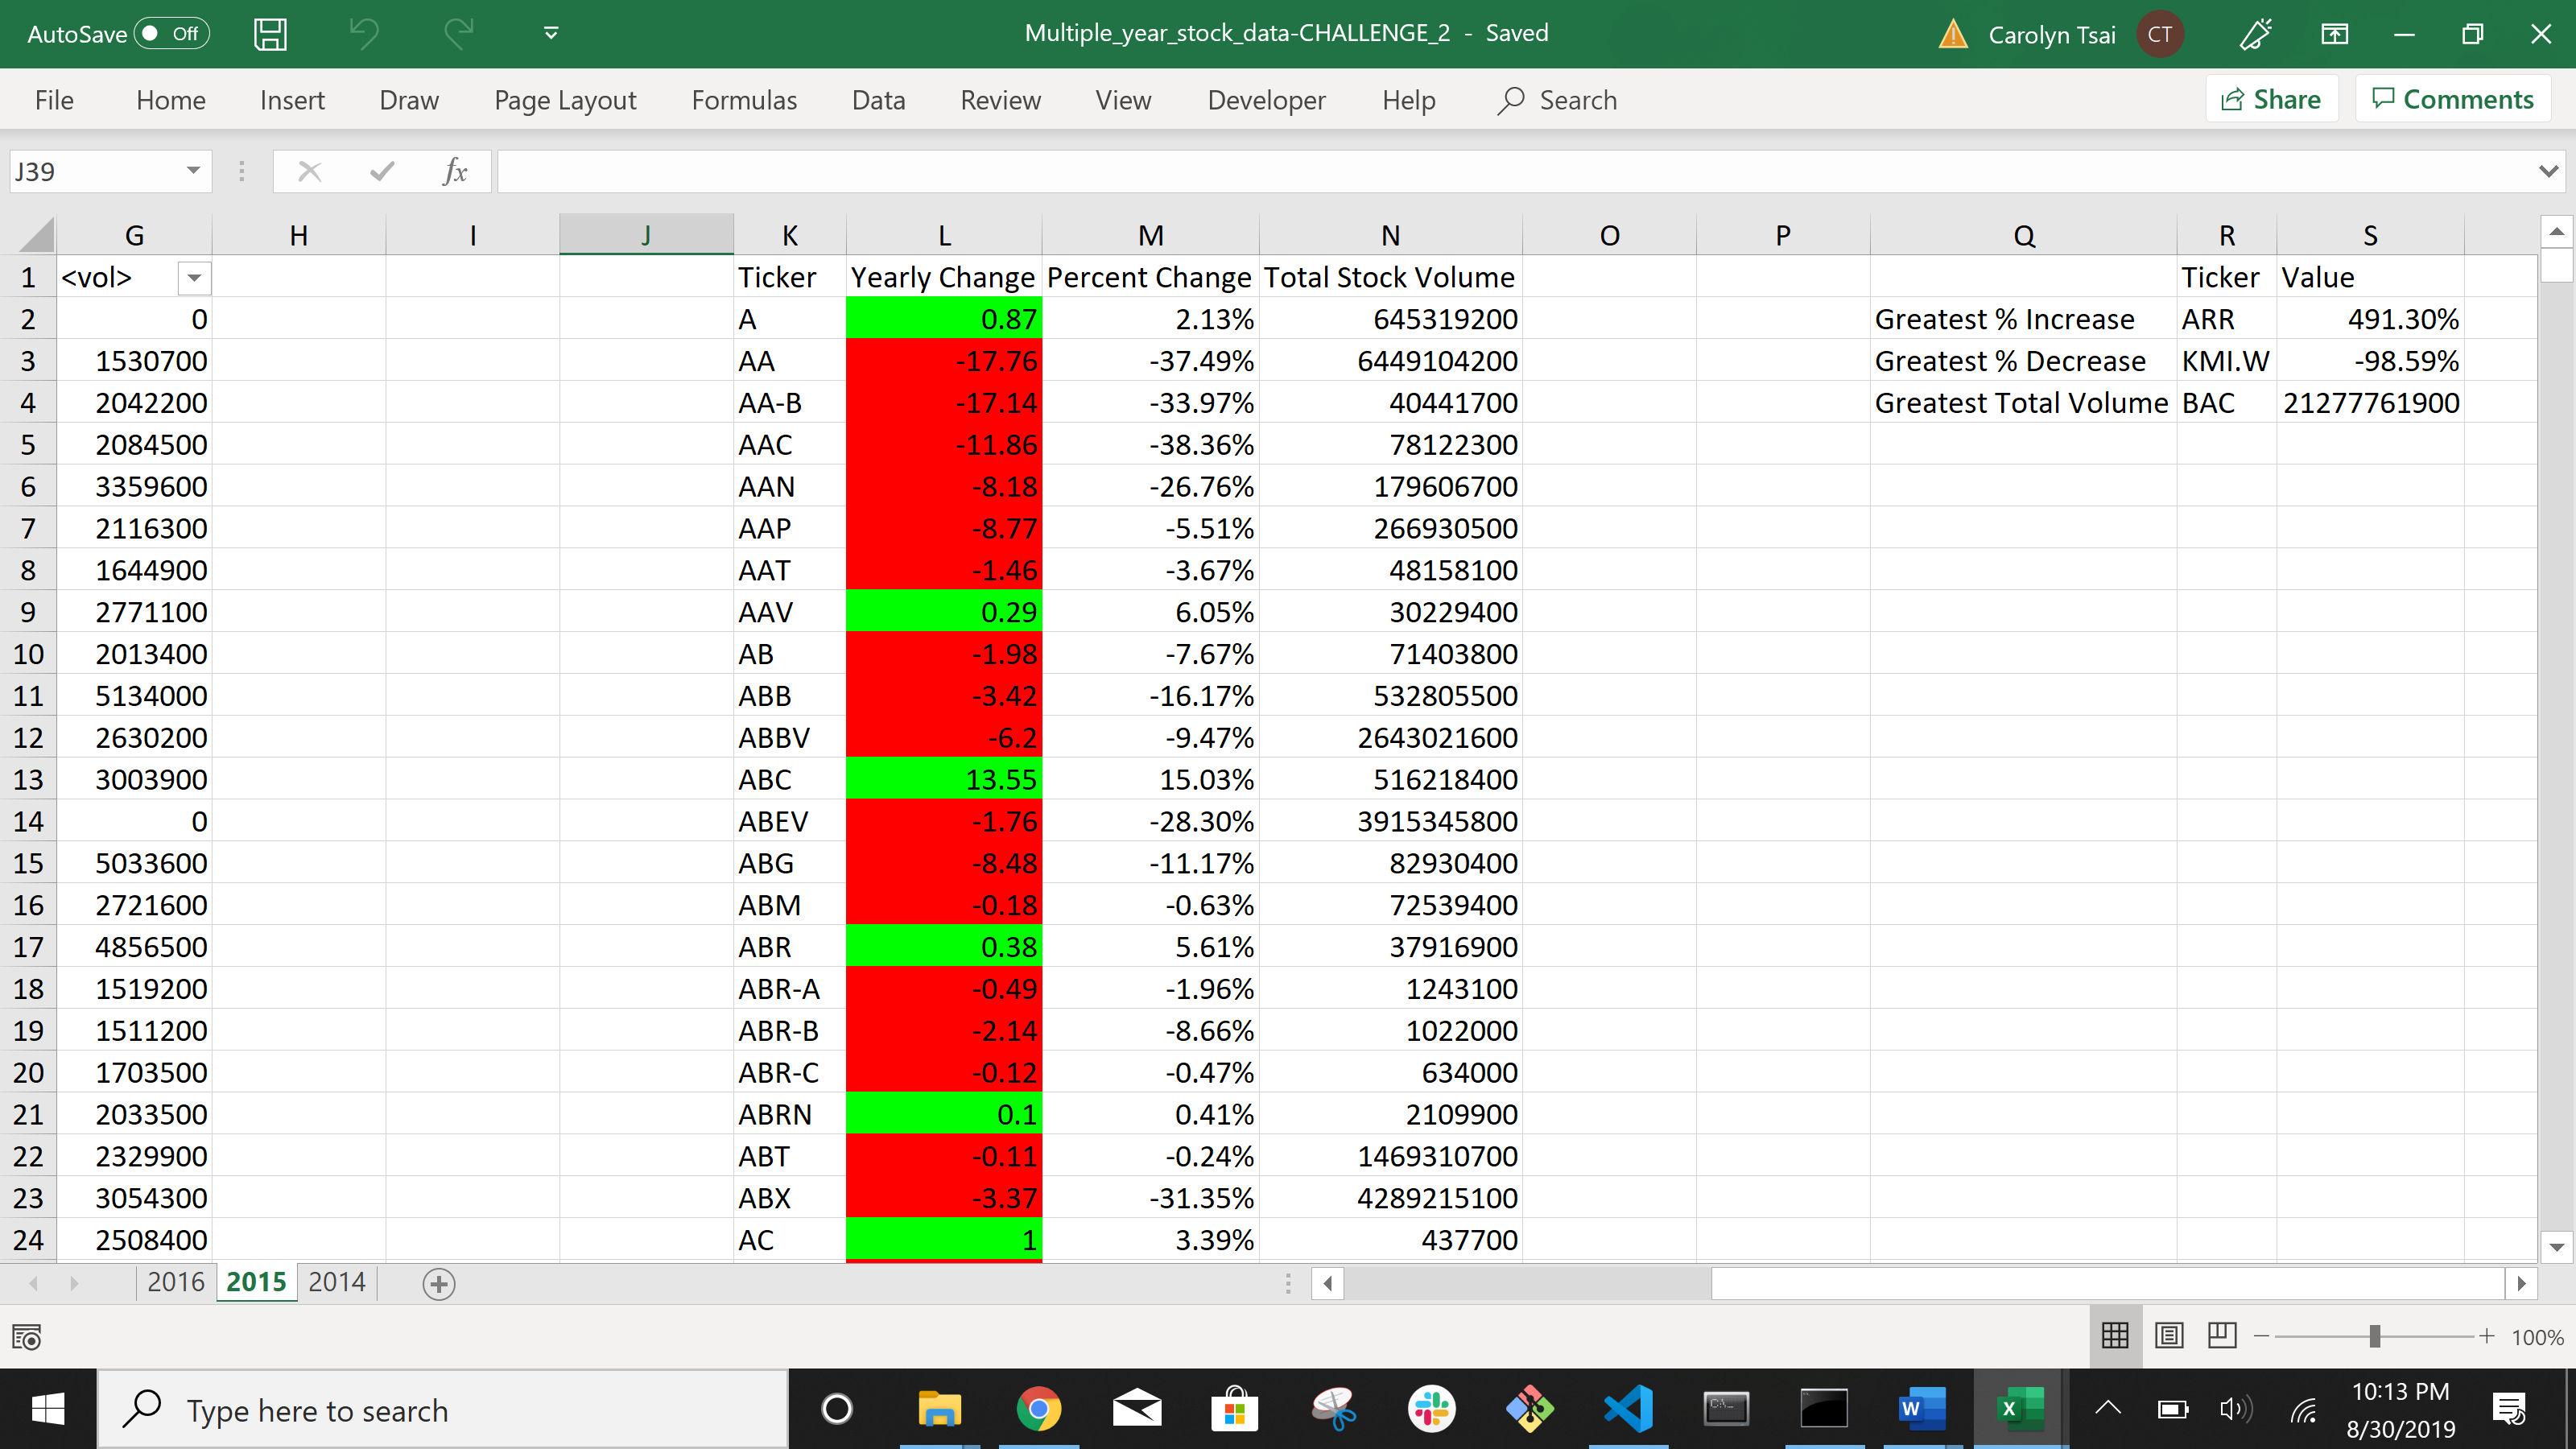 AutoSave Off Multiple_year_stock_data-CHALLENGE_2 - Saved Carolyn Tsai CT
File Home Insert Draw Page Layout Formulas Data Review View Developer Help Search Share Comments
J39 fx
G H I J K L M N O P Q R S
1 <vol> Ticker Yearly Change Percent Change Total Stock Volume Ticker Value
2 0 A 0.87 2.13% 645319200 Greatest % Increase ARR 491.30%
3 1530700 AA -17.76 -37.49% 6449104200 Greatest % Decrease KMI.W -98.59%
4 2042200 AA-B -17.14 -33.97% 40441700 Greatest Total Volume BAC 21277761900
5 2084500 AAC -11.86 -38.36% 78122300
6 3359600 AAN -8.18 -26.76% 179606700
7 2116300 AAP -8.77 -5.51% 266930500
8 1644900 AAT -1.46 -3.67% 48158100
9 2771100 AAV 0.29 6.05% 30229400
10 2013400 AB -1.98 -7.67% 71403800
11 5134000 ABB -3.42 -16.17% 532805500
12 2630200 ABBV -6.2 -9.47% 2643021600
13 3003900 ABC 13.55 15.03% 516218400
14 0 ABEV -1.76 -28.30% 3915345800
15 5033600 ABG -8.48 -11.17% 82930400
16 2721600 ABM -0.18 -0.63% 72539400
17 4856500 ABR 0.38 5.61% 37916900
18 1519200 ABR-A -0.49 -1.96% 1243100
19 1511200 ABR-B -2.14 -8.66% 1022000
20 1703500 ABR-C -0.12 -0.47% 634000
21 2033500 ABRN 0.1 0.41% 2109900
22 2329900 ABT -0.11 -0.24% 1469310700
23 3054300 ABX -3.37 -31.35% 4289215100
24 2508400 AC 1 3.39% 437700
2016 2015 2014
100%
Type here to search
10:13 PM
8/30/2019